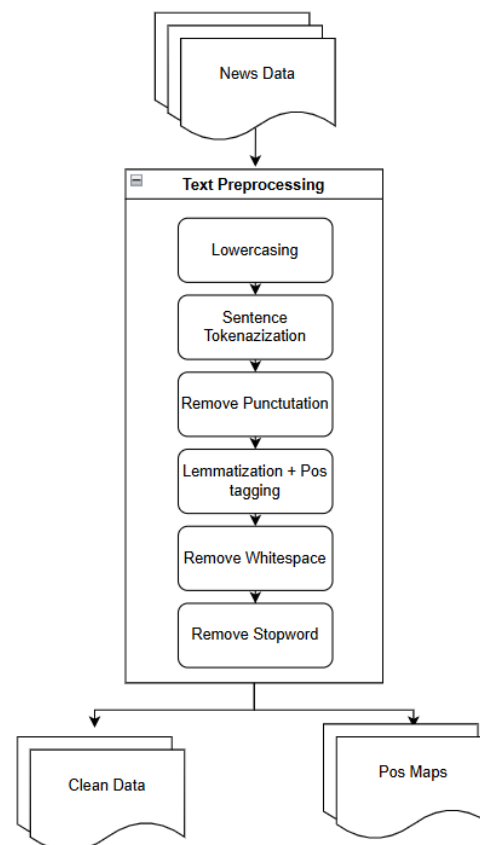 News Data
Text Preprocessing
Lowercasing
Sentence
Tokenazization
Remove Punctutation
Lemmatization + Pos
tagging
Remove Whitespace
Remove Stopword
Clean Data
Pos Maps